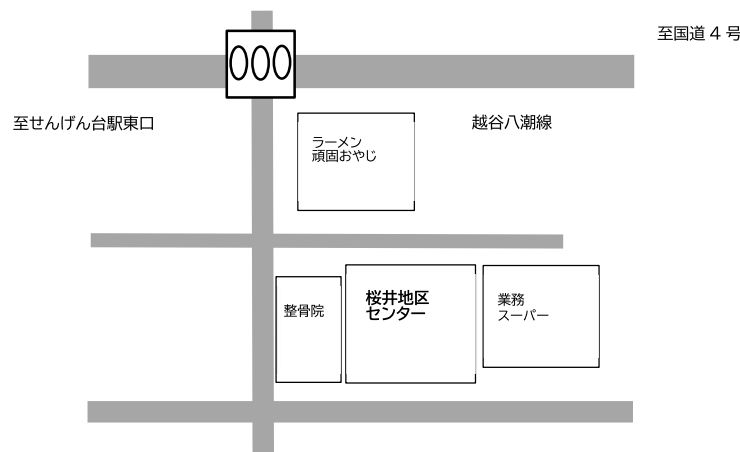 至国道４号
至せんげん台駅東口
越谷八潮線
ラーメン
頑固おやじ
整骨院
桜井地区
センター
業務
スーパー